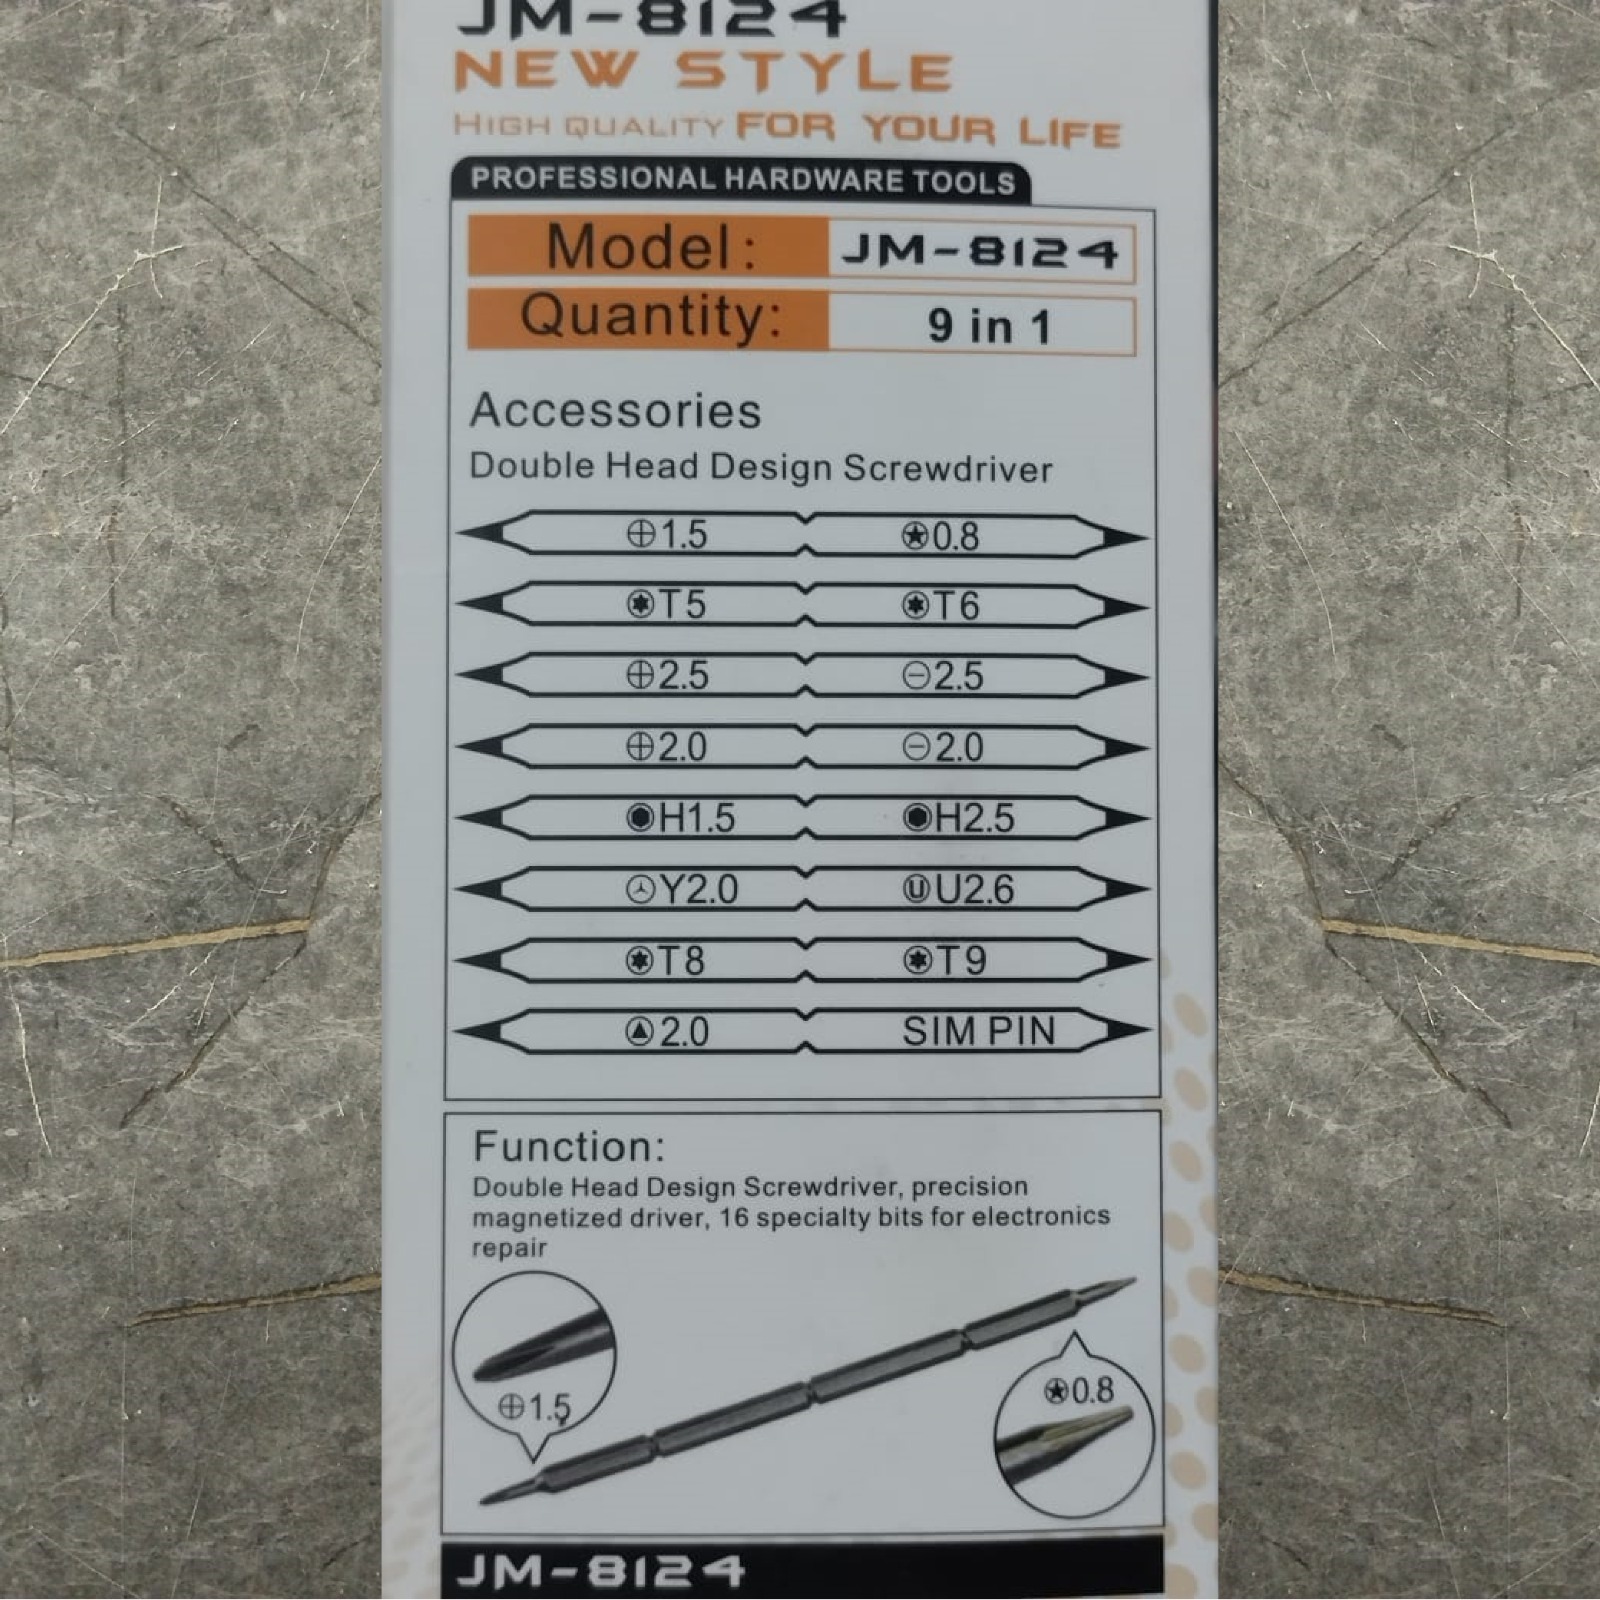 JM-8124
NEW STYLE
HIGH QUALITY FOR YOUR LIFE
PROFESSIONAL HARDWARE TOOLS
Model: JM-8124
Quantity: 9 in 1
Accessories
Double Head Design Screwdriver
⊕1.5 0.8
T5 T6
⊕2.5 ⊖2.5
⊕2.0 ⊖2.0
H1.5 H2.5
Y2.0 U U2.6
T8 T9
2.0 SIM PIN
Function:
Double Head Design Screwdriver, precision
magnetized driver, 16 specialty bits for electronics
repair
0.8
⊕1.5
JM-8124